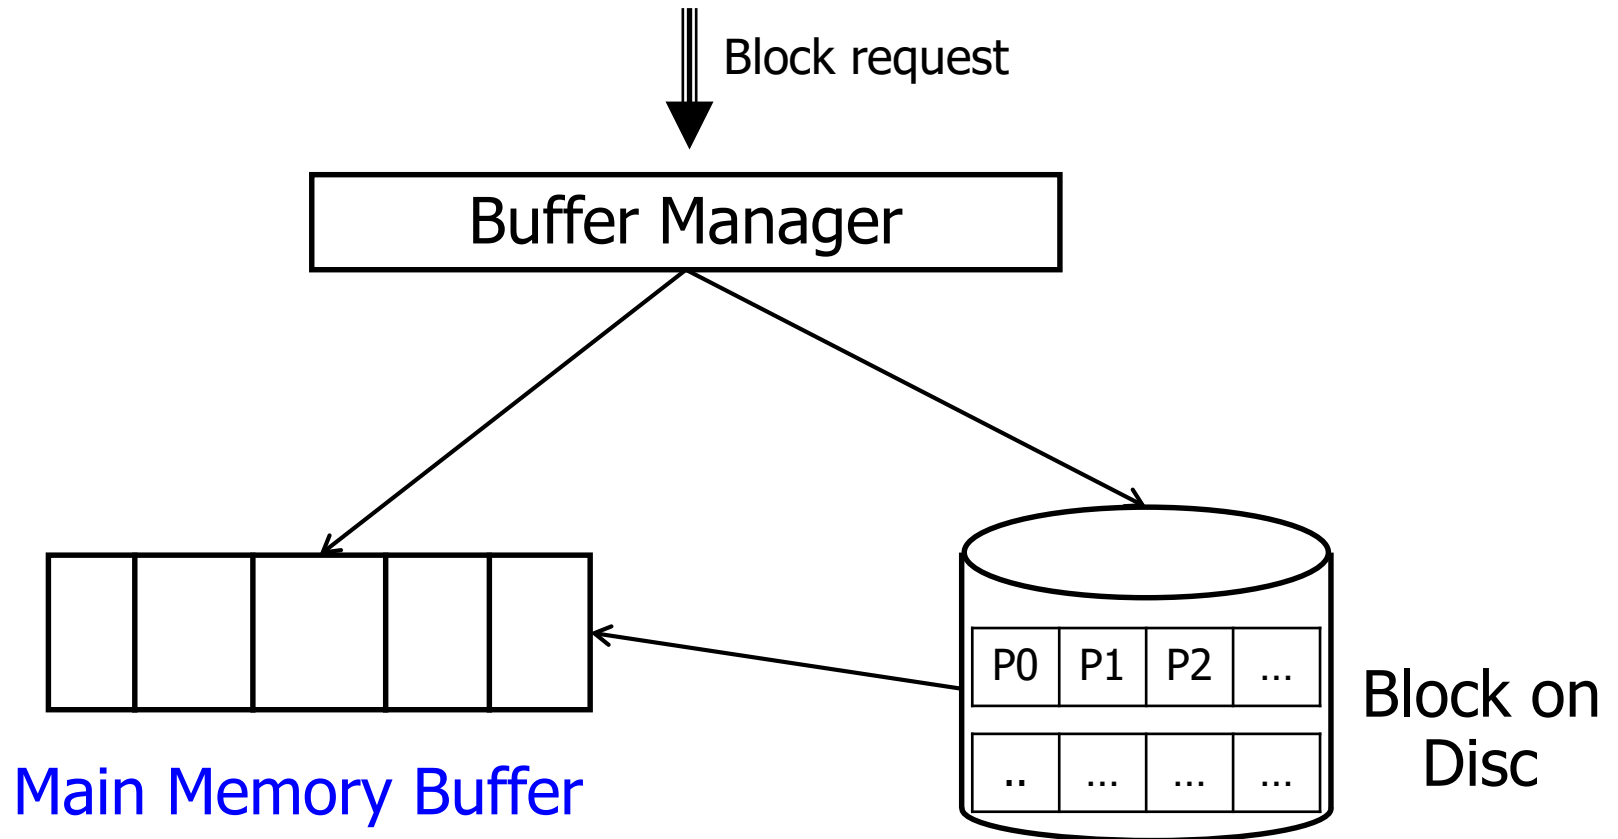 Block request
Buffer Manager
P0 P1 P2 ...
.. ... ... ...
Block on
Disc
Main Memory Buffer